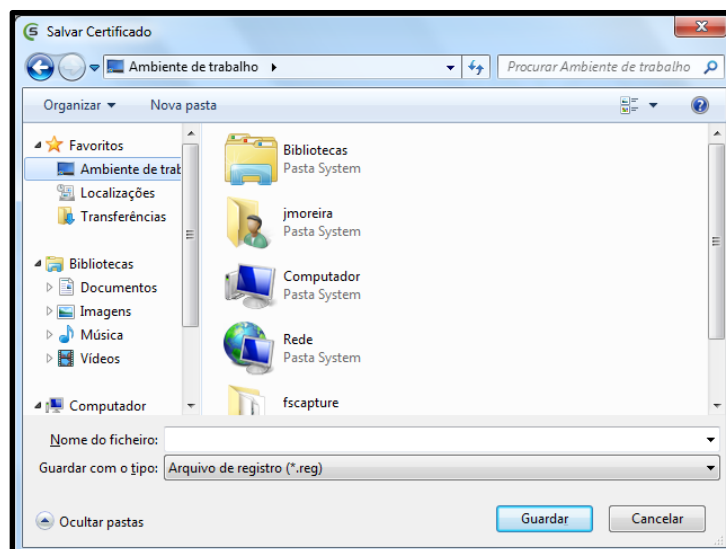 Salvar Certificado
Ambiente de trabalho
Procurar Ambiente de trabalho
Organizar
Nova pasta
Favoritos
Ambiente de trab
Localizações
Transferências
Bibliotecas
Documentos
Imagens
Música
Vídeos
Computador
Bibliotecas
Pasta System
jmoreira
Pasta System
Computador
Pasta System
Rede
Pasta System
fscapture
Nome do ficheiro:
Guardar com o tipo: Arquivo de registro (*.reg)
Ocultar pastas
Guardar
Cancelar